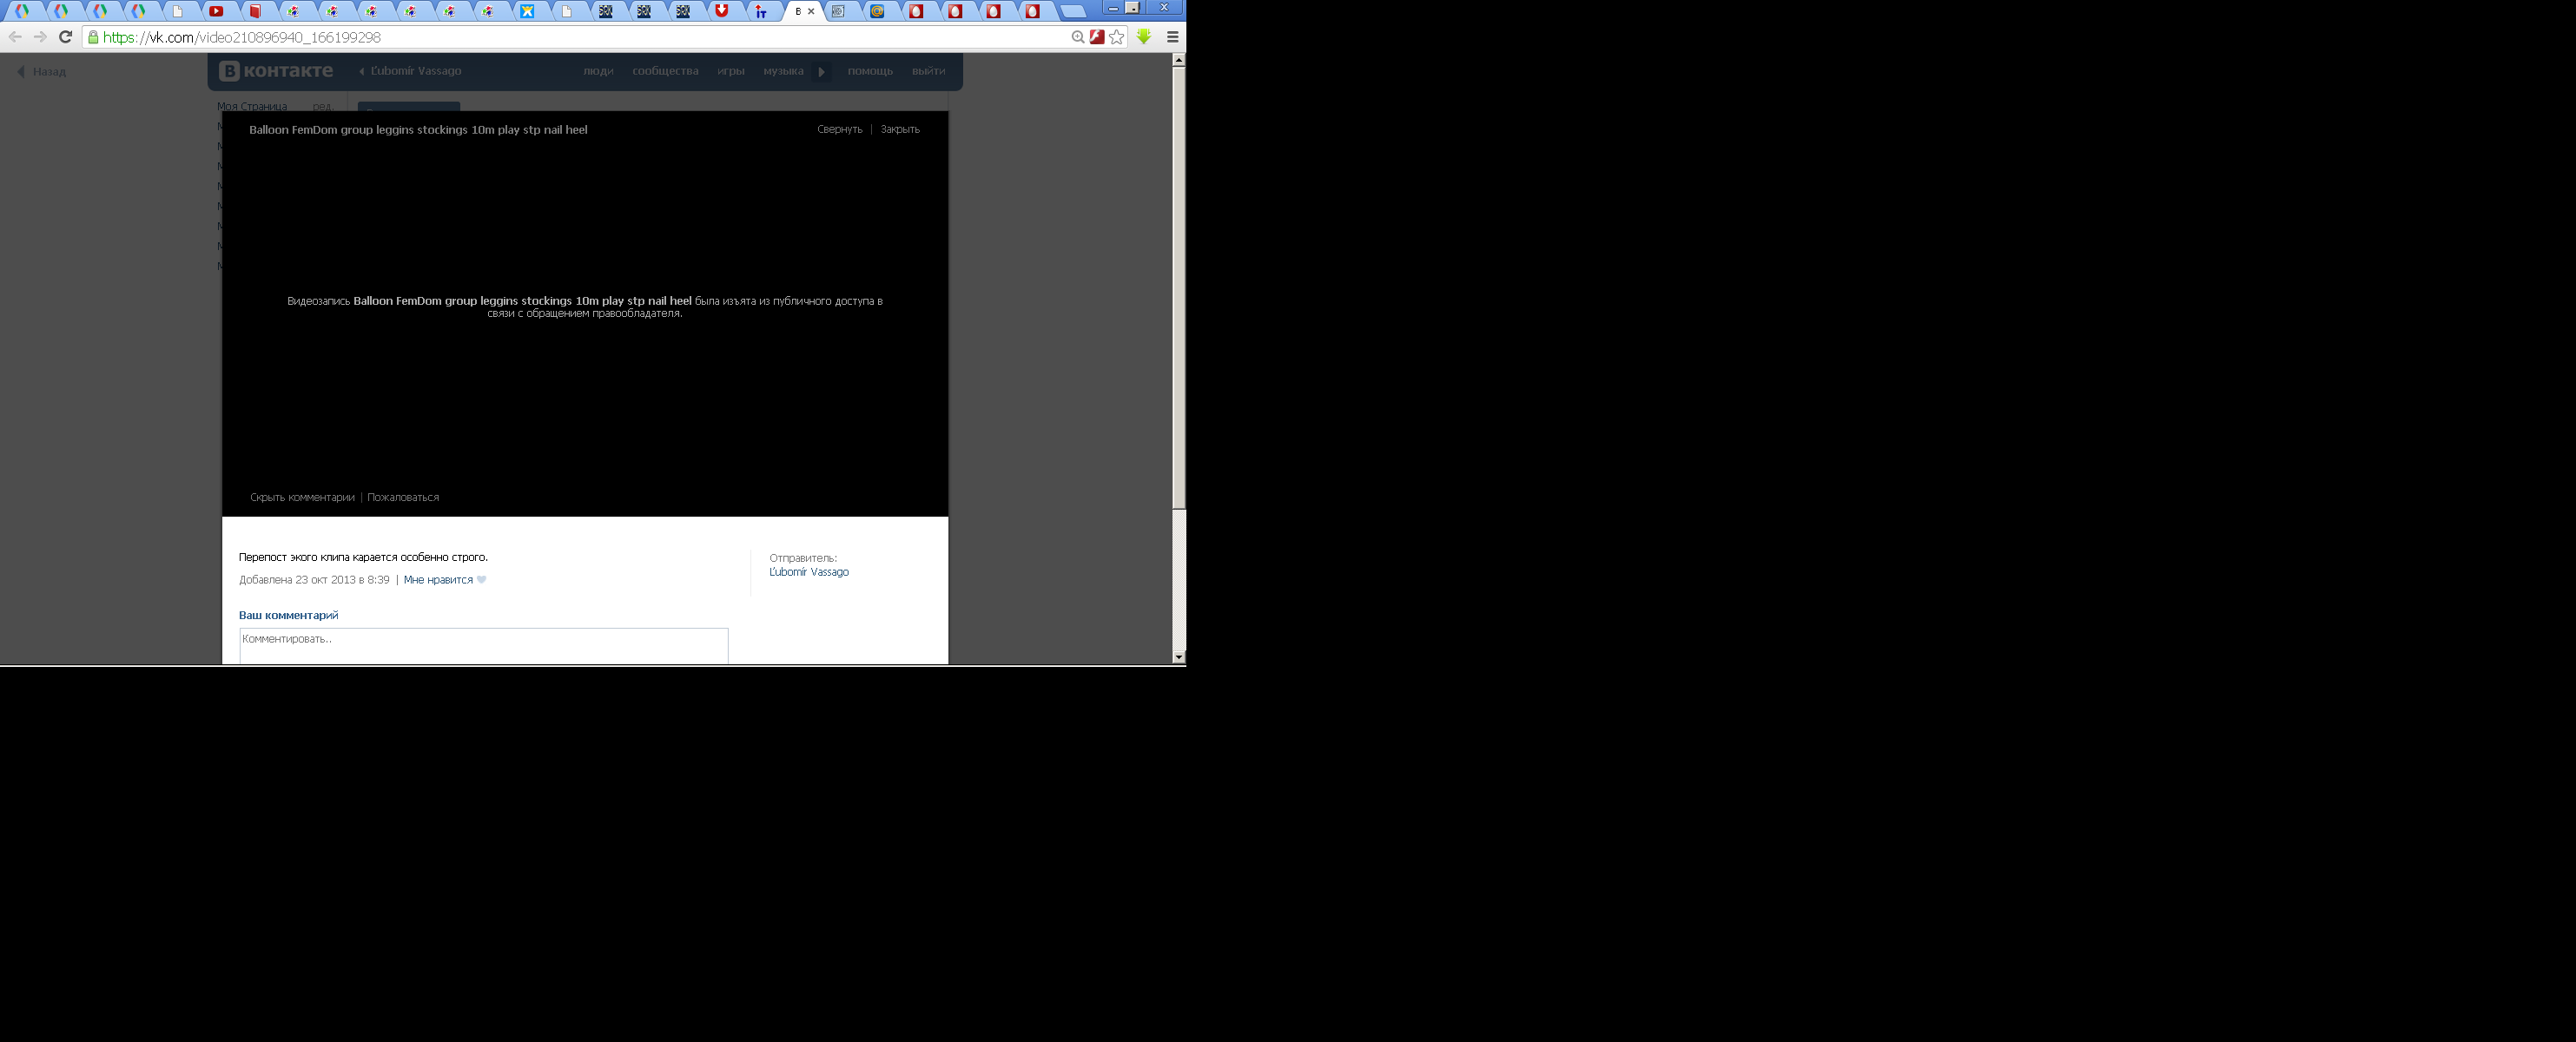 В
https://vk.com/video210896940_166199298
Назад
В контакте
Ľubomír Vassago
люди
сообщества
игры
музыка
помощь
выйти
Моя Страница
ред.
Balloon FemDom group leggins stockings 10m play stp nail heel
Свернуть | Закрыть
Видеозапись Balloon FemDom group leggins stockings 10m play stp nail heel была изъята из публичного доступа в
связи с обращением правообладателя.
Скрыть комментарии | Пожаловаться
Перепост экого клипа карается особенно строго.
Отправитель:
Ľubomír Vassago
Добавлена 23 окт 2013 в 8:39 | Мне нравится
Ваш комментарий
Комментировать..